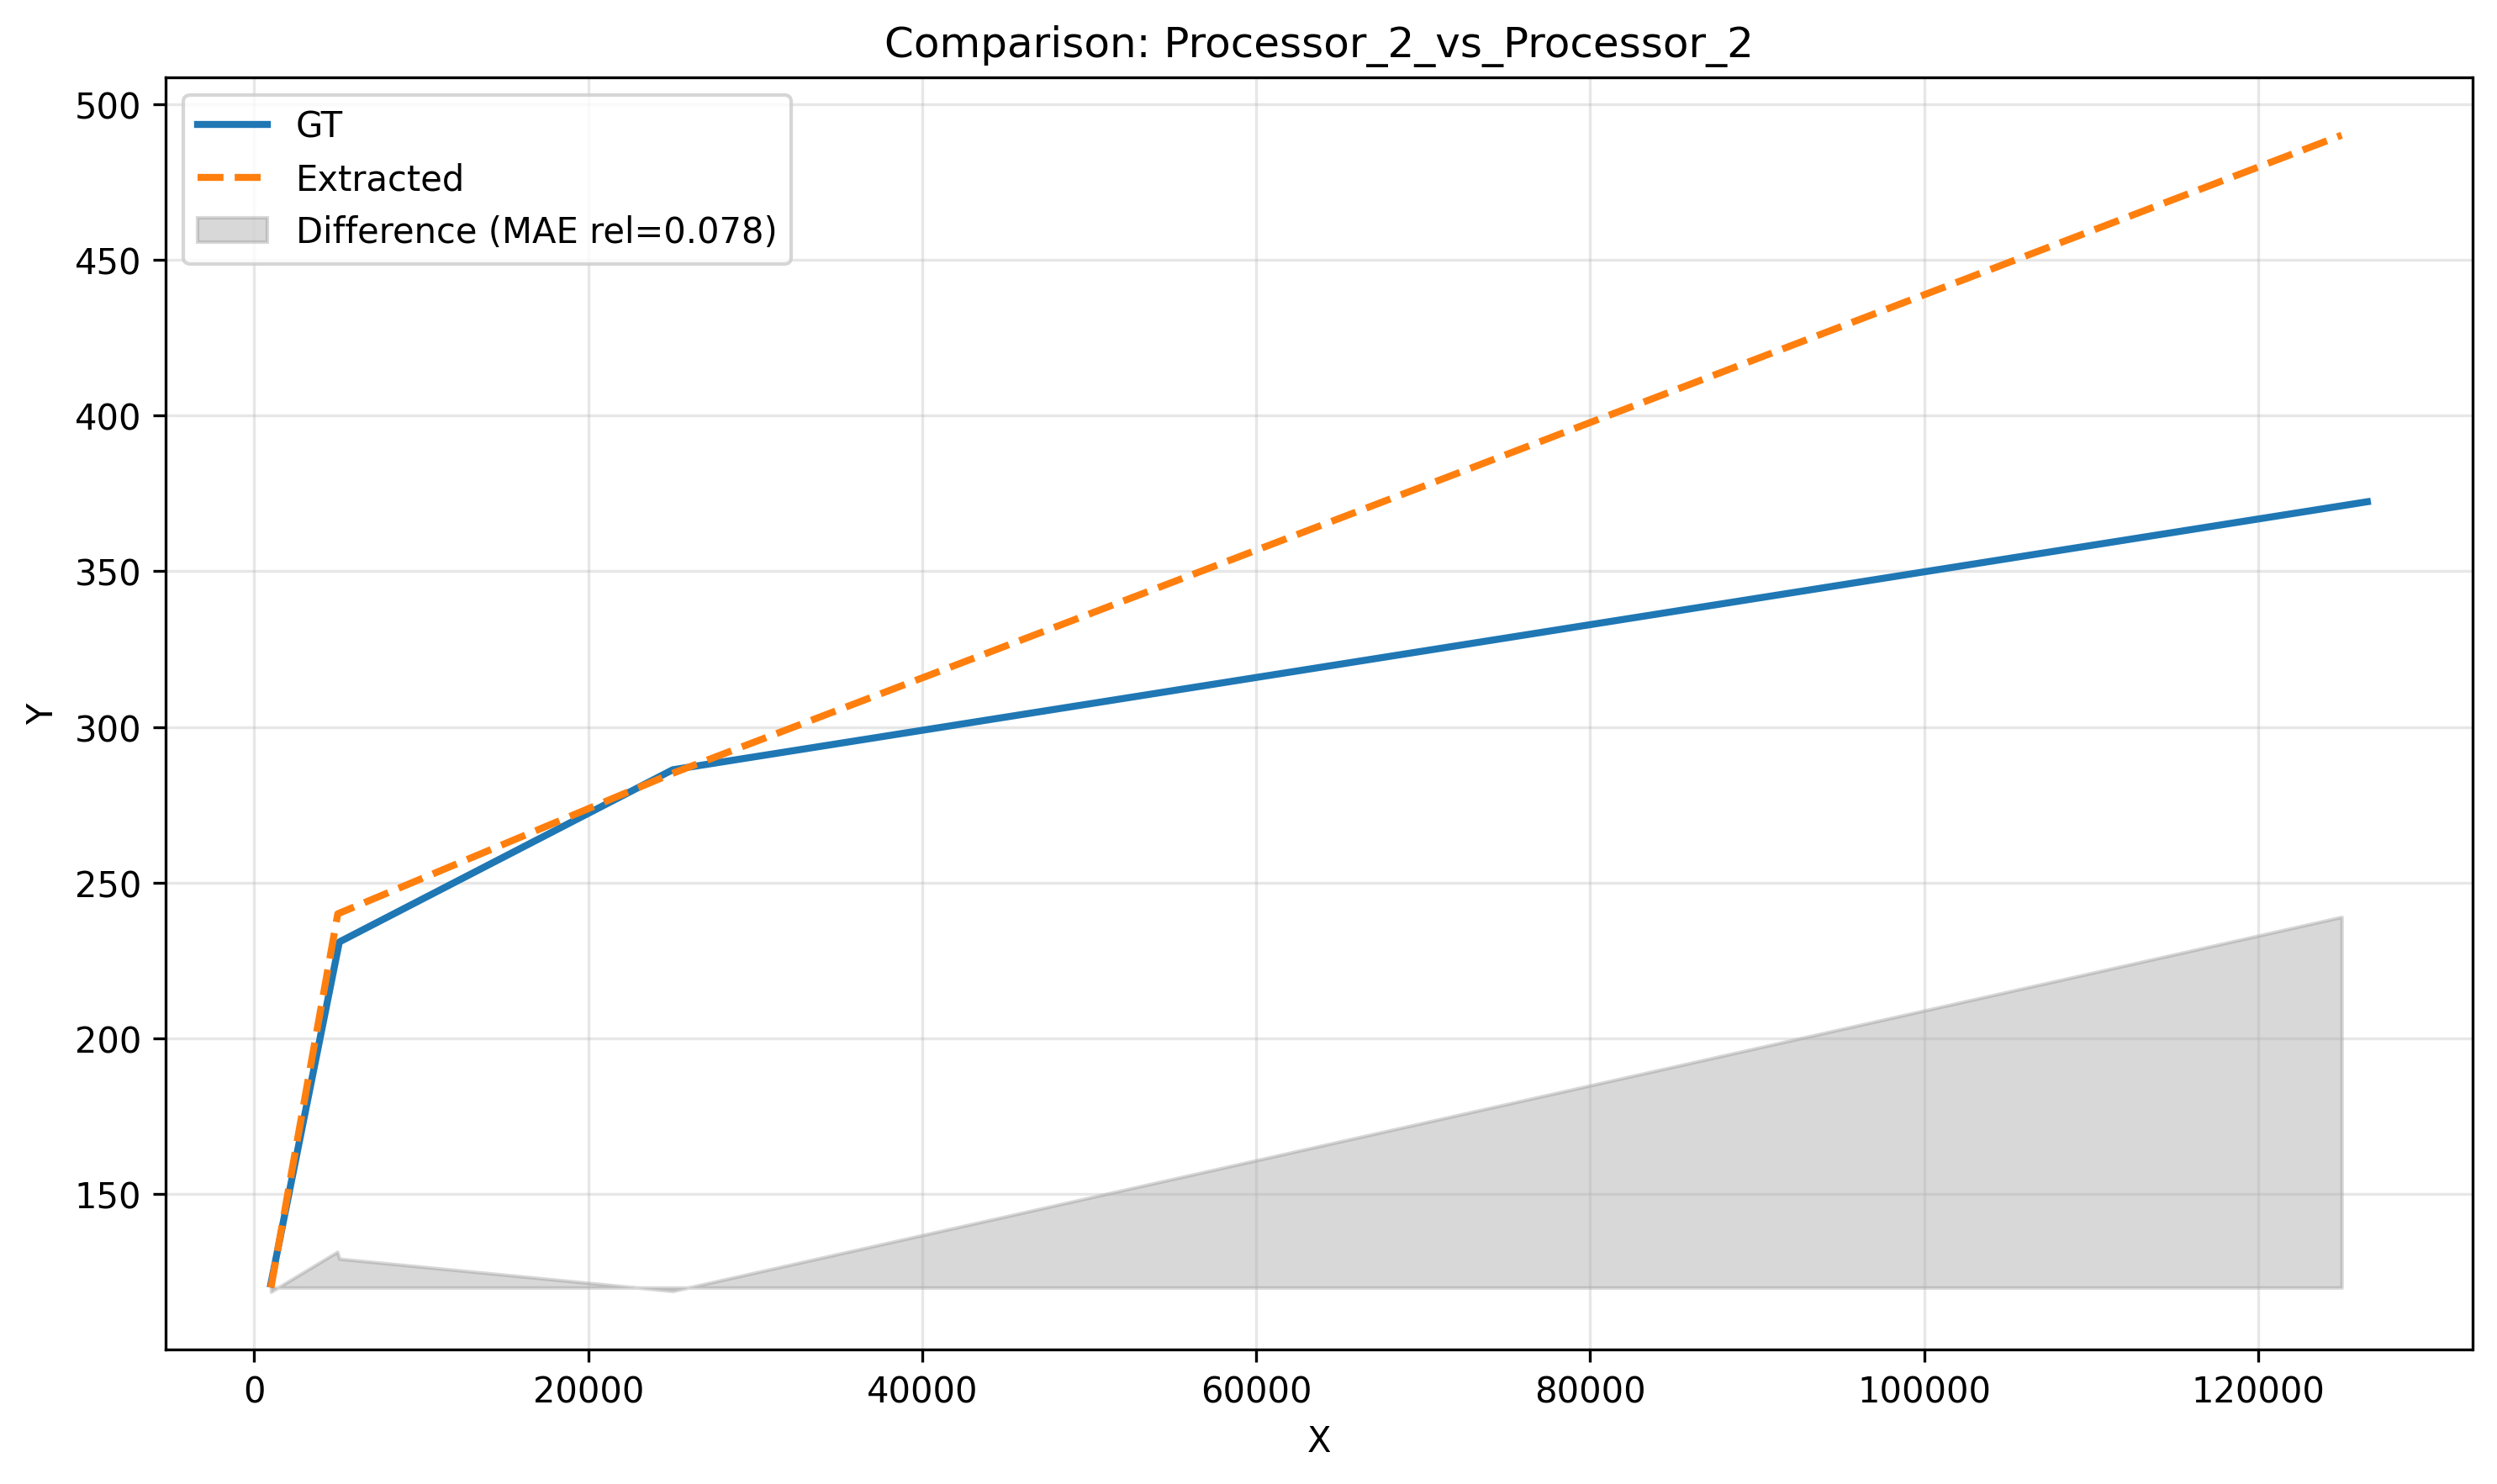 Comparison: Processor_2_vs_Processor_2
GT
Extracted
Difference (MAE rel=0.078)
500
450
400
350
300
250
200
150
Y
0 20000 40000 60000 80000 100000 120000
X